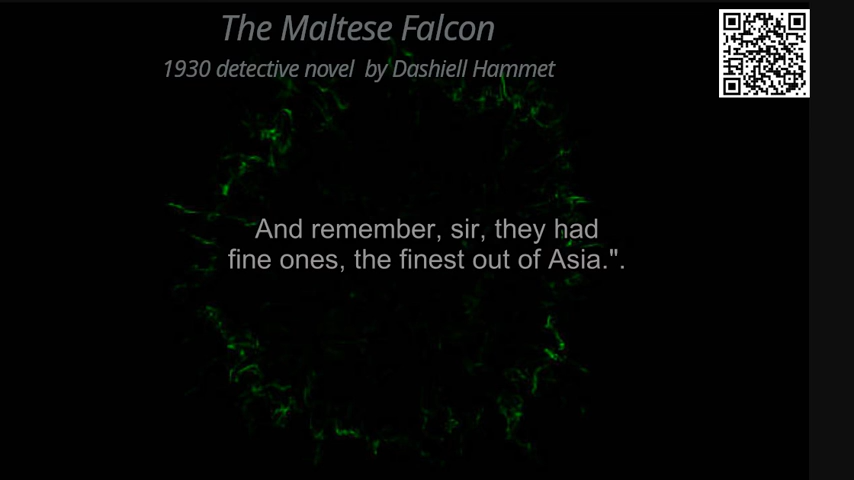 The Maltese Falcon
1930 detective novel by Dashiell Hammet
And remember, sir, they had
fine ones, the finest out of Asia.".